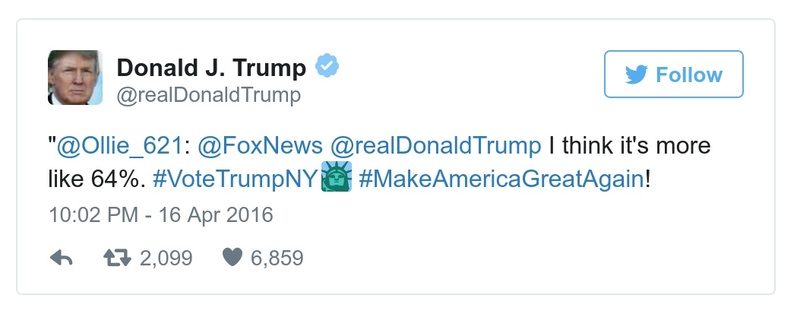 Donald J. Trump
@realDonaldTrump
Follow
"@Ollie_621: @FoxNews @realDonaldTrump I think it's more
like 64%. #VoteTrumpNY #MakeAmericaGreatAgain!
10:02 PM - 16 Apr 2016
2,099 6,859